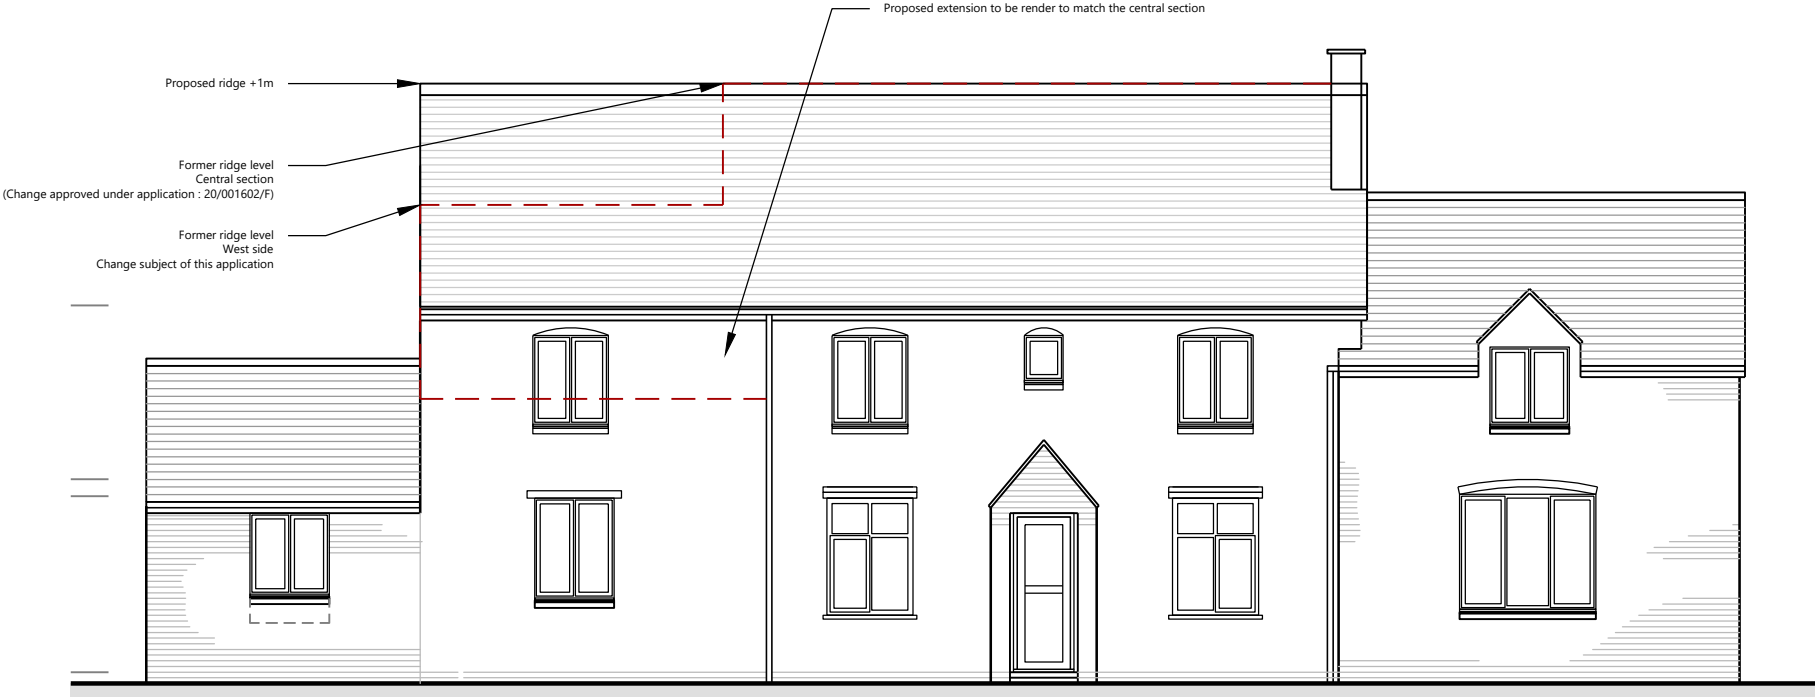 Proposed extension to be render to match the central section
Proposed ridge +1m
Former ridge level
Central section
(Change approved under application : 20/001602/F)
Former ridge level
West side
Change subject of this application